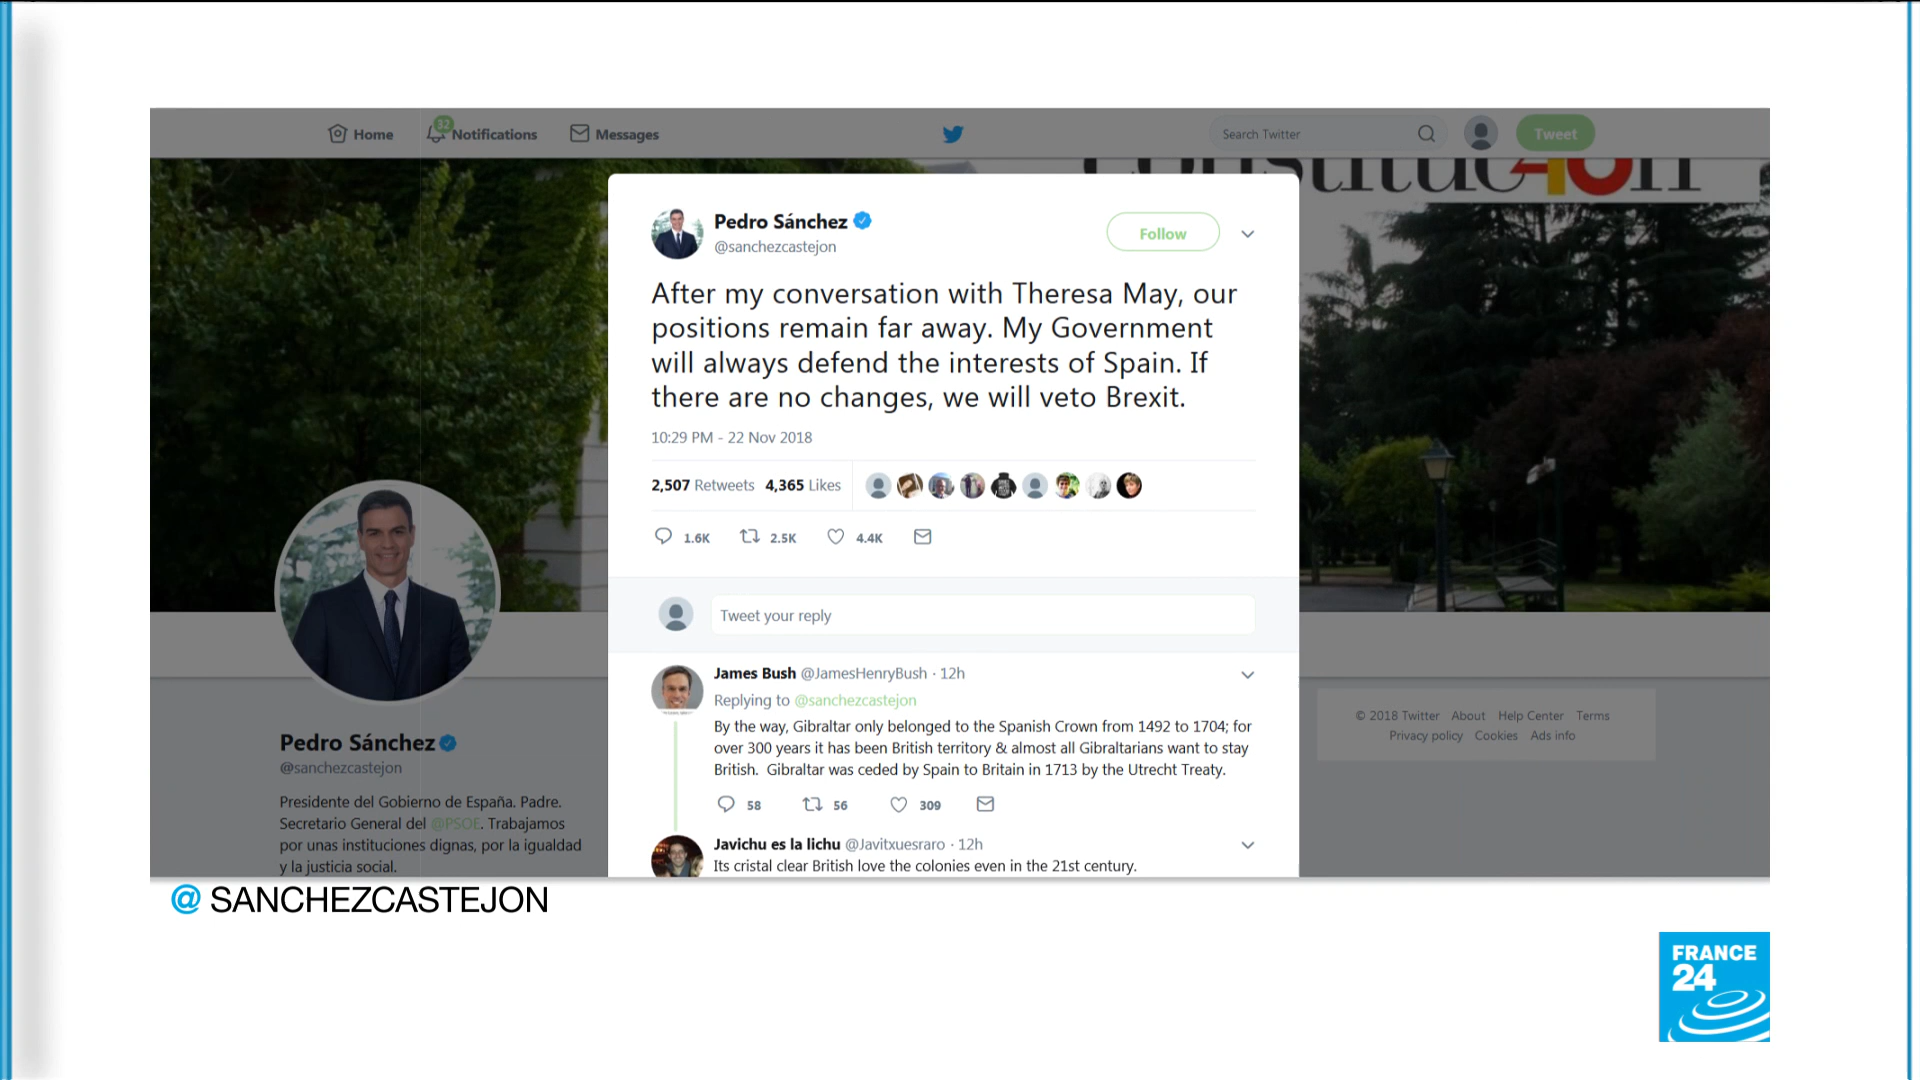 Home
32
Notifications
Messages
Search Twitter
Tweet
Pedro Sánchez
@sanchezcastejon
Follow
After my conversation with Theresa May, our
positions remain far away. My Government
will always defend the interests of Spain. If
there are no changes, we will veto Brexit.
10:29 PM - 22 Nov 2018
2,507 Retweets 4,365 Likes
1.6K 2.5K 4.4K
Tweet your reply
James Bush @JamesHenryBush · 12h
Replying to @sanchezcastejon
By the way, Gibraltar only belonged to the Spanish Crown from 1492 to 1704; for
over 300 years it has been British territory & almost all Gibraltarians want to stay
British. Gibraltar was ceded by Spain to Britain in 1713 by the Utrecht Treaty.
58 56 309
Javichu es la lichu @Javitxuesraro · 12h
Its cristal clear British love the colonies even in the 21st century.
Pedro Sánchez
@sanchezcastejon
Presidente del Gobierno de España. Padre.
Secretario General del @PSOE. Trabajamos
por unas instituciones dignas, por la igualdad
y la justicia social.
© 2018 Twitter About Help Center Terms
Privacy policy Cookies Ads info
@ SANCHEZCASTEJON
FRANCE
24